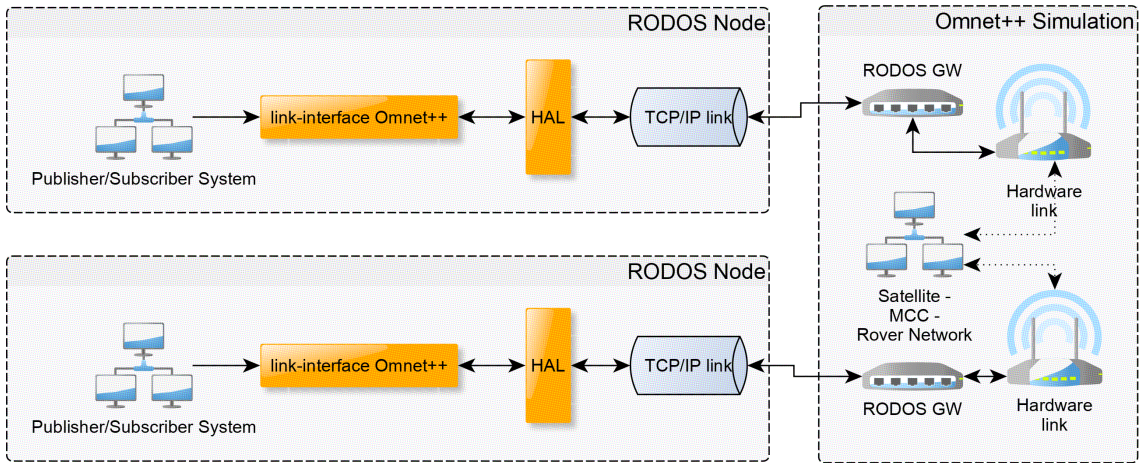 RODOS Node
Publisher/Subscriber System
link-interface Omnet++
HAL
TCP/IP link
RODOS Node
Publisher/Subscriber System
link-interface Omnet++
HAL
TCP/IP link
Omnet++ Simulation
RODOS GW
Hardware
link
Satellite -
MCC -
Rover Network
RODOS GW
Hardware
link